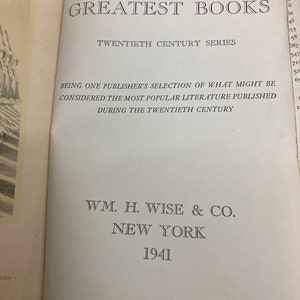 GREATEST BOOKS
TWENTIETH CENTURY SERIES
BEING ONE PUBLISHER'S SELECTION OF WHAT MIGHT BE
CONSIDERED THE MOST POPULAR LITERATURE PUBLISHED
DURING THE TWENTIETH CENTURY
WM. H. WISE & CO.
NEW YORK
1941